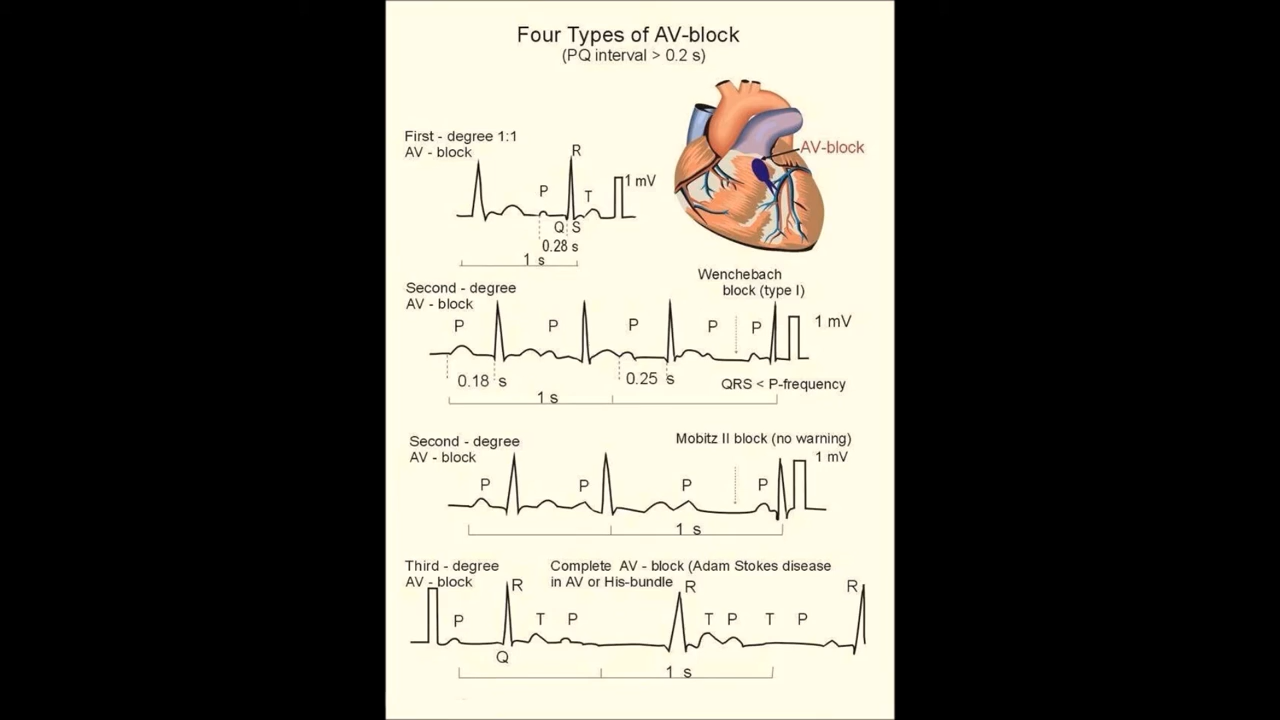 Four Types of AV-block
(PQ interval > 0.2 s)
First - degree 1:1
AV - block
AV-block
R
P
T
1 mV
Q
S
0.28 s
1 s
Wenchebach
block (type I)
Second - degree
AV - block
P
P
P
P
P
1 mV
0.18 s
0.25 s
QRS < P-frequency
1 s
Second - degree
AV - block
Mobitz II block (no warning)
1 mV
P
P
P
P
1 s
Third - degree
AV - block
Complete AV - block (Adam Stokes disease
in AV or His-bundle
R
R
R
P
T
P
T
P
T
P
Q
1 s